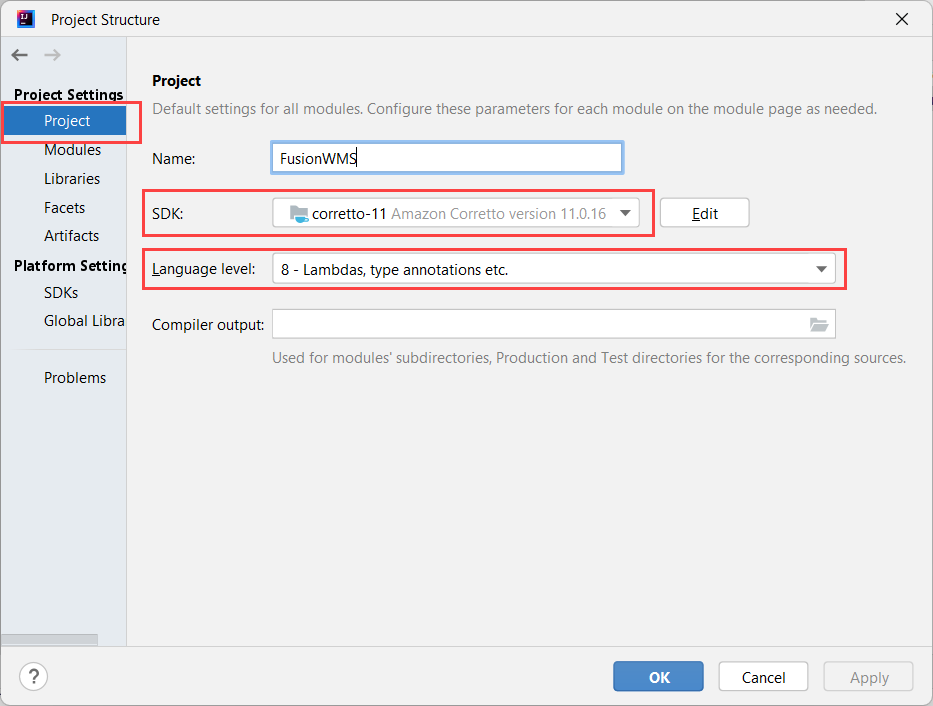 Project Structure
Project Settings
Project
Modules
Libraries
Facets
Artifacts
Platform Setting
SDKs
Global Libra
Problems
Project
Default settings for all modules. Configure these parameters for each module on the module page as needed.
Name: FusionWMS
SDK: corretto-11 Amazon Corretto version 11.0.16 Edit
Language level: 8 - Lambdas, type annotations etc.
Compiler output:
Used for modules' subdirectories, Production and Test directories for the corresponding sources.
? OK Cancel Apply